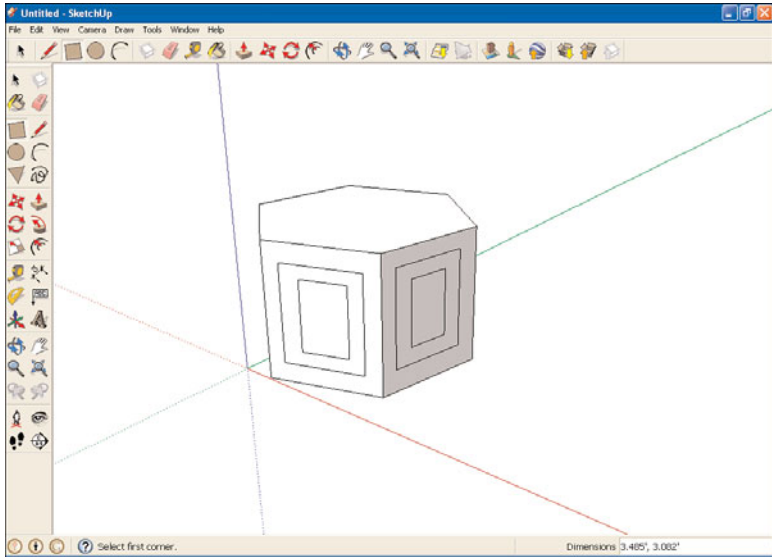 Untitled - SketchUp
File Edit View Camera Draw Tools Window Help
Select first corner.
Dimensions 3.485', 3.082'